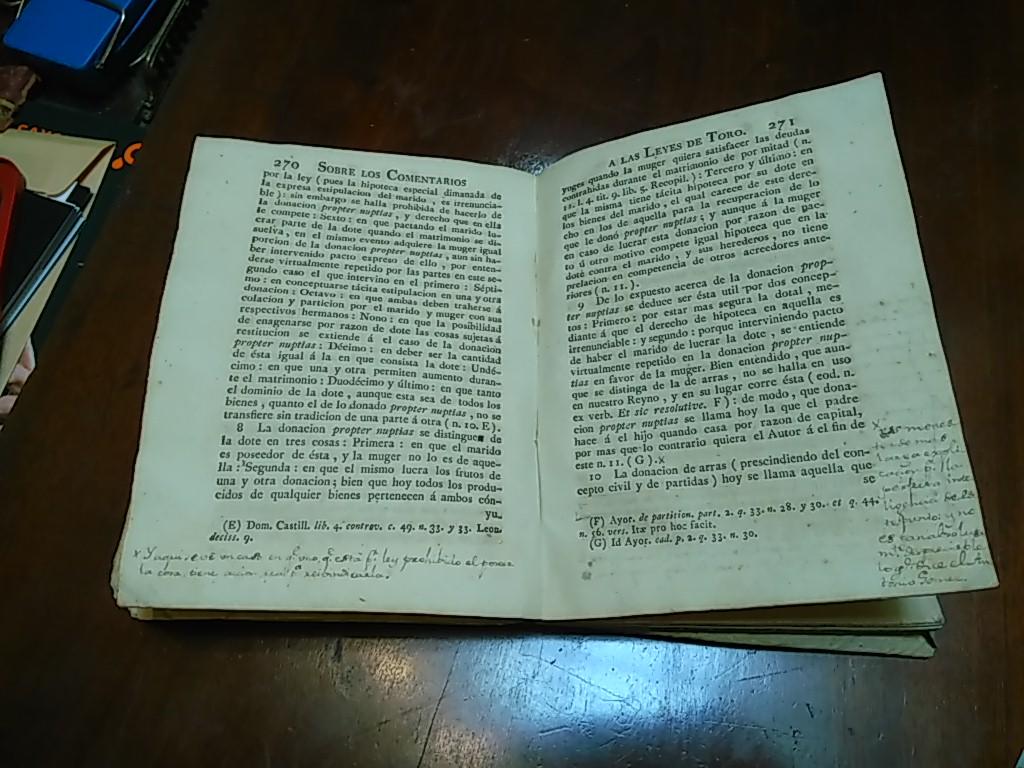 270 SOBRE LOS COMENTARIOS
por la ley (pues la hipoteca especial dimanada de
la expresa estipulacion del marido, es irrenuncia-
ble): sin embargo se halla prohibida de hacerlo de
la donacion propter nuptias, y derecho que en ella
le compete: Sexto: en que pactando el marido lu-
crar parte de la dote quando el matrimonio se di-
suelva, en el mismo evento adquiere la muger igual
porcion de la donacion propter nuptias, aun sin ha-
ber intervenido pacto expreso de ello, por enten-
derse virtualmente repetido por las partes en este se-
gundo caso el que intervino en el primero: Sépti-
mo: en conceptuarse tácita estipulacion en una y otra
donacion: Octavo: en que ambas deben traherse á
colacion y particion por el marido y muger con sus
respectivos hermanos: Nono: en que la posibilidad
de enagenarse por razon de dote las cosas sujetas á
restitucion se extiende á el caso de la donacion
propter nuptias: Décimo: en deber ser la cantidad
de ésta igual á la en que consista la dote: Undé-
cimo: en que una y otra permiten aumento duran-
te el matrimonio: Duodécimo y último: en que tanto
el dominio de la dote, aunque esta sea de todos los
bienes, quanto el de lo donado propter nuptias, no se
transfiere sin tradicion de una parte á otra (n. 10. E).
8 La donacion propter nuptias se distingue de
la dote en tres cosas: Primera: en que el marido
es poseedor de ésta, y la muger no lo es de aque-
lla: Segunda: en que el mismo lucra los frutos de
una y otra donacion; bien que hoy todos los produ-
cidos de qualquier bienes pertenecen á ambos cón-
yu-
(E) Dom. Castill. lib. 4. controv. c. 49. n. 33. y 33. Leon.
deciss. 9.
x Y aqui se vé un caso en q.e uno, q.e está p.r ley prohibido el poseer
la cosa, tiene accion real p.a
A LAS LEYES DE TORO. 271
yuges quando la muger quiera satisfacer las deudas
contrahidas durante el matrimonio de por mitad (n.
11. l. 4. tit. 9. lib. 5. Recopil.): Tercero y último: en
que la misma tiene tácita hipoteca por su dote en
los bienes del marido, el qual carece de este dere-
cho en los de aquella para la recuperacion de lo
que le donó propter nuptias; y aunque á la muger
en caso de lucrar esta donacion por razon de pac-
to ú otro motivo compete igual hipoteca que en la
dote contra el marido, y sus herederos, no tiene
prelacion en competencia de otros acreedores ante-
riores (n. 11.).
9 De lo expuesto acerca de la donacion prop-
ter nuptias se deduce ser ésta util por dos concep-
tos: Primero: por estar mas segura la dotal, me-
diante á que el derecho de hipoteca en aquella es
irrenunciable: y segundo: porque interviniendo pacto
de haber el marido de lucrar la dote, se entiende
virtualmente repetido en la donacion propter nup-
tias en favor de la muger. Bien entendido, que aun-
que se distinga de la de arras, no se halla en uso
en nuestro Reyno, y en su lugar corre ésta (eod. n.
ex verb. Et sic resolutive. F): de modo, que dona-
cion propter nuptias se llama hoy la que el padre
hace á el hijo quando casa por razon de capital,
por mas que lo contrario quiera el Autor á el fin de
este n. 11. (G).x
10 La donacion de arras (prescindiendo del con-
cepto civil y de partidas) hoy se llama aquella que
se
(F) Ayor. de partition. part. 2. q. 33. n. 28. y 30. et q. 44.
n. 56. vers. Itæ pro hoc facit.
(G) Id Ayor. ead. p. 2. q. 33. n. 30.
x
tonio Gomez.